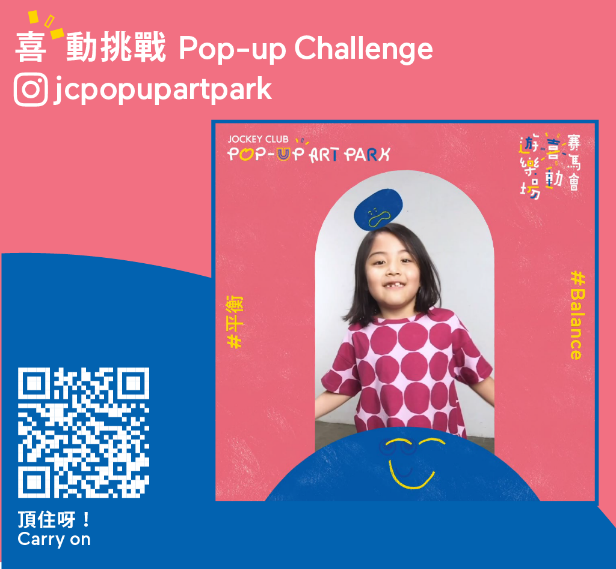 喜動挑戰 Pop-up Challenge
jcpopupartpark
JOCKEY CLUB
POP-UP ART PARK
賽馬會
喜動
遊樂場
#平衡
#Balance
頂住呀！
Carry on